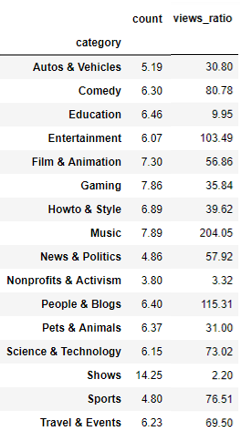 count views_ratio
category
Autos & Vehicles 5.19 30.80
Comedy 6.30 80.78
Education 6.46 9.95
Entertainment 6.07 103.49
Film & Animation 7.30 56.86
Gaming 7.86 35.84
Howto & Style 6.89 39.62
Music 7.89 204.05
News & Politics 4.86 57.92
Nonprofits & Activism 3.80 3.32
People & Blogs 6.40 115.31
Pets & Animals 6.37 31.00
Science & Technology 6.15 73.02
Shows 14.25 2.20
Sports 4.80 76.51
Travel & Events 6.23 69.50